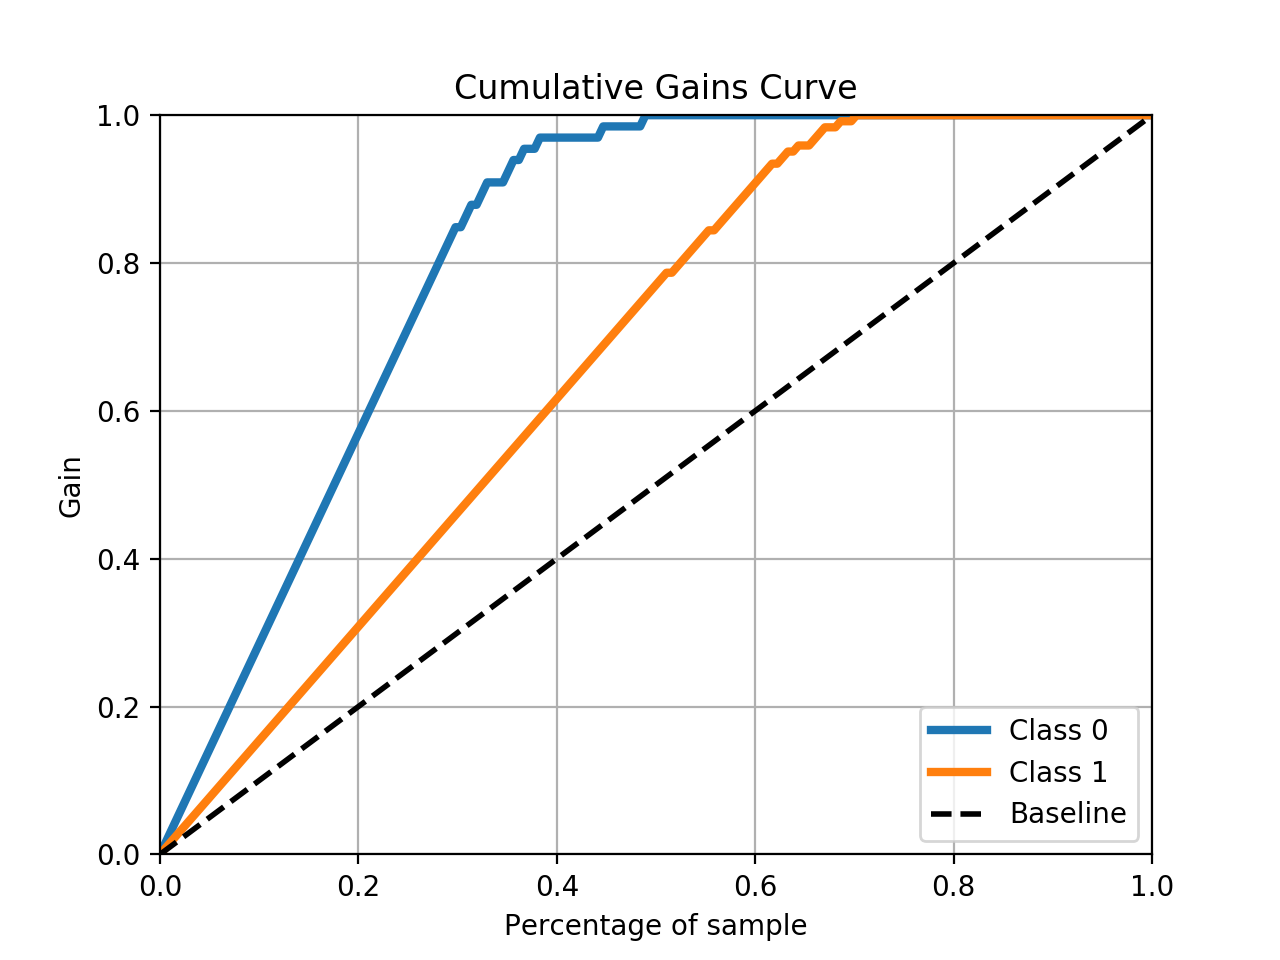 Cumulative Gains Curve
1.0
0.8
0.6
0.4
0.2
0.0
Gain
Class 0
Class 1
Baseline
0.0 0.2 0.4 0.6 0.8 1.0
Percentage of sample